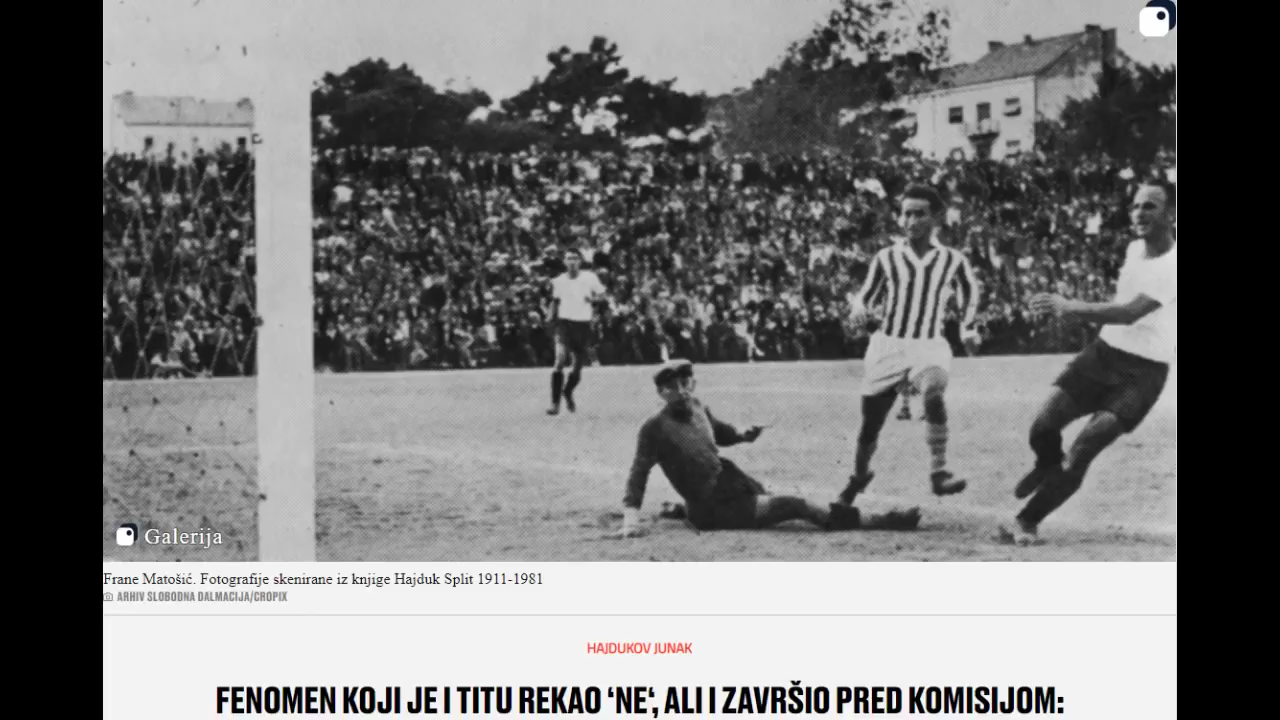 Galerija
Frane Matošić. Fotografije skenirane iz knjige Hajduk Split 1911-1981
ARHIV SLOBODNA DALMACIJA/CROPIX
HAJDUKOV JUNAK
FENOMEN KOJI JE I TITU REKAO ‘NE‘, ALI I ZAVRŠIO PRED KOMISIJOM: